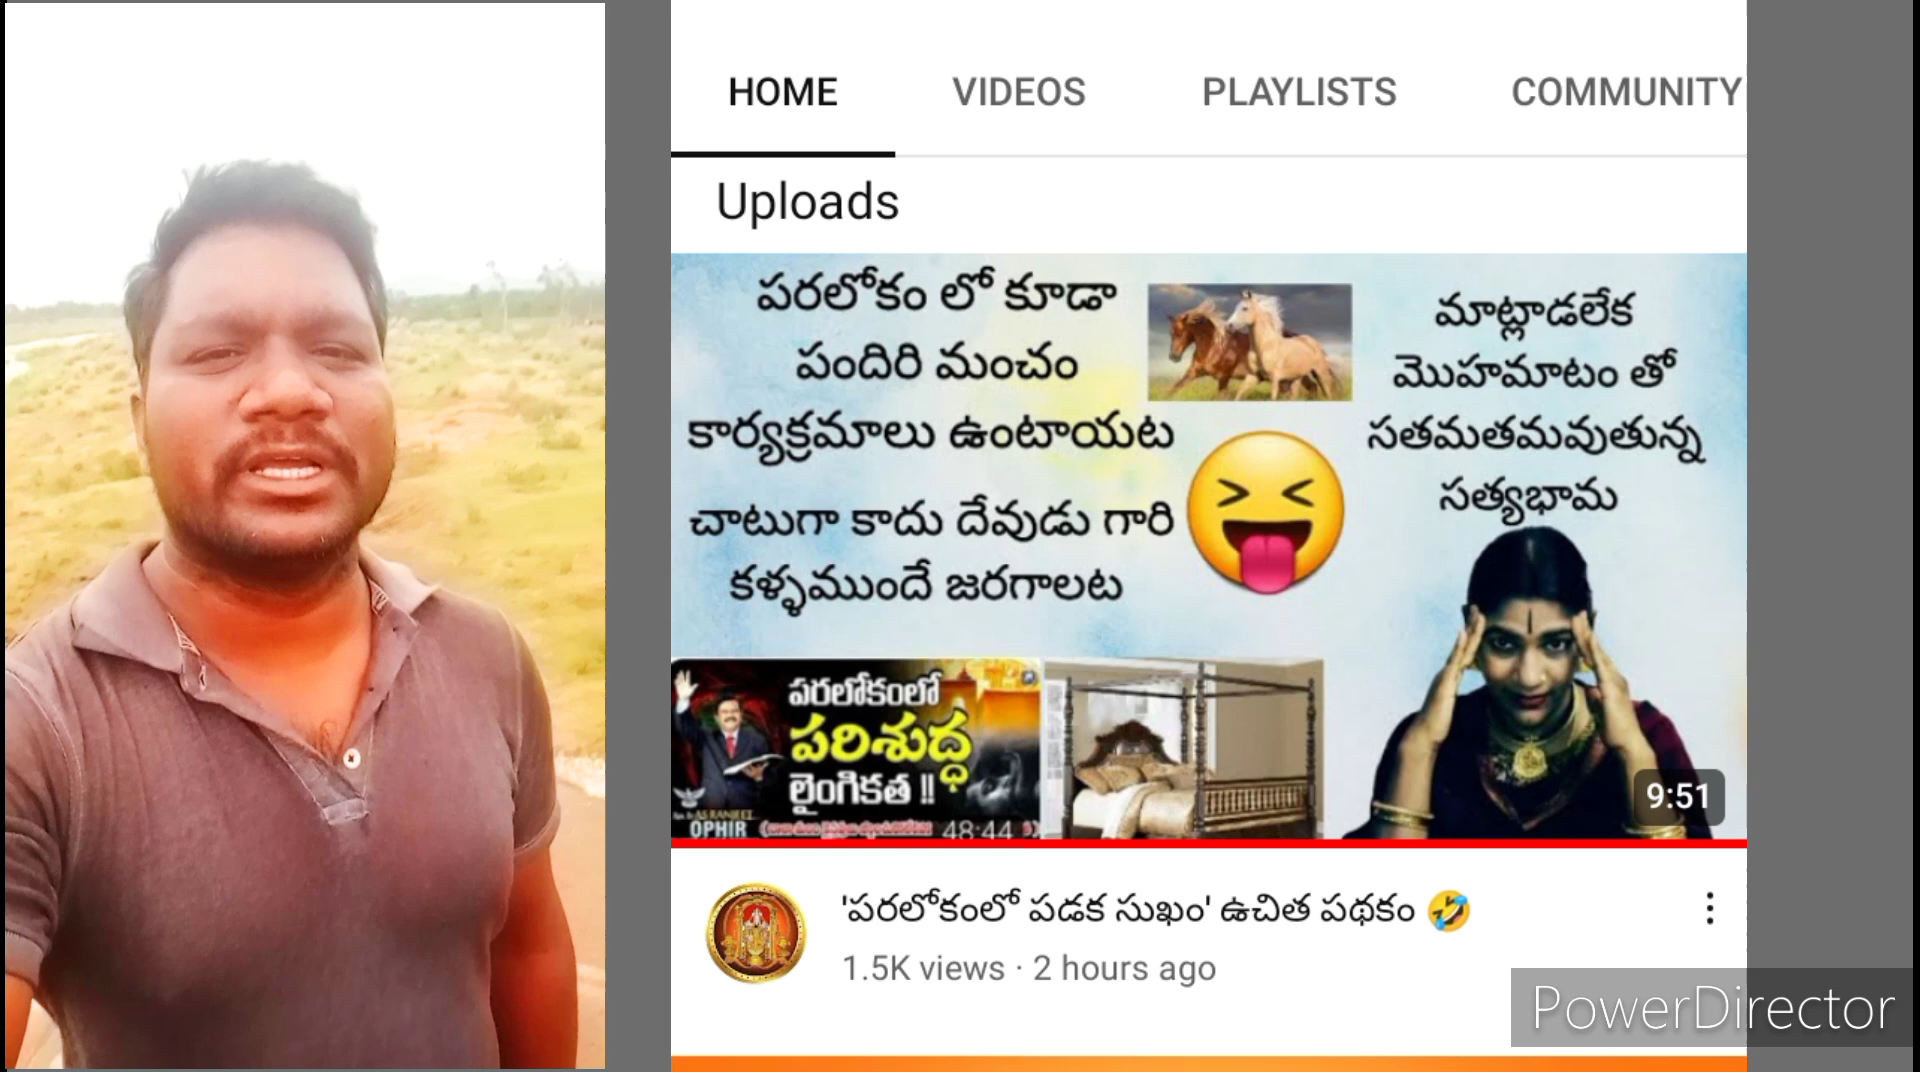 HOME VIDEOS PLAYLISTS COMMUNITY
Uploads
పరలోకం లో కూడా
పందిరి మంచం
కార్యక్రమాలు ఉంటాయట
చాటుగా కాదు దేవుడు గారి
కళ్ళముందే జరగాలట
మాట్లాడలేక
మొహమాటం తో
సతమతమవుతున్న
సత్యభామ
పరలోకంలో
పరిశుద్ధ
లైంగికత !!
OPHIR
48:44
9:51
'పరలోకంలో పడక సుఖం' ఉచిత పథకం 🤣
1.5K views · 2 hours ago
PowerDirector